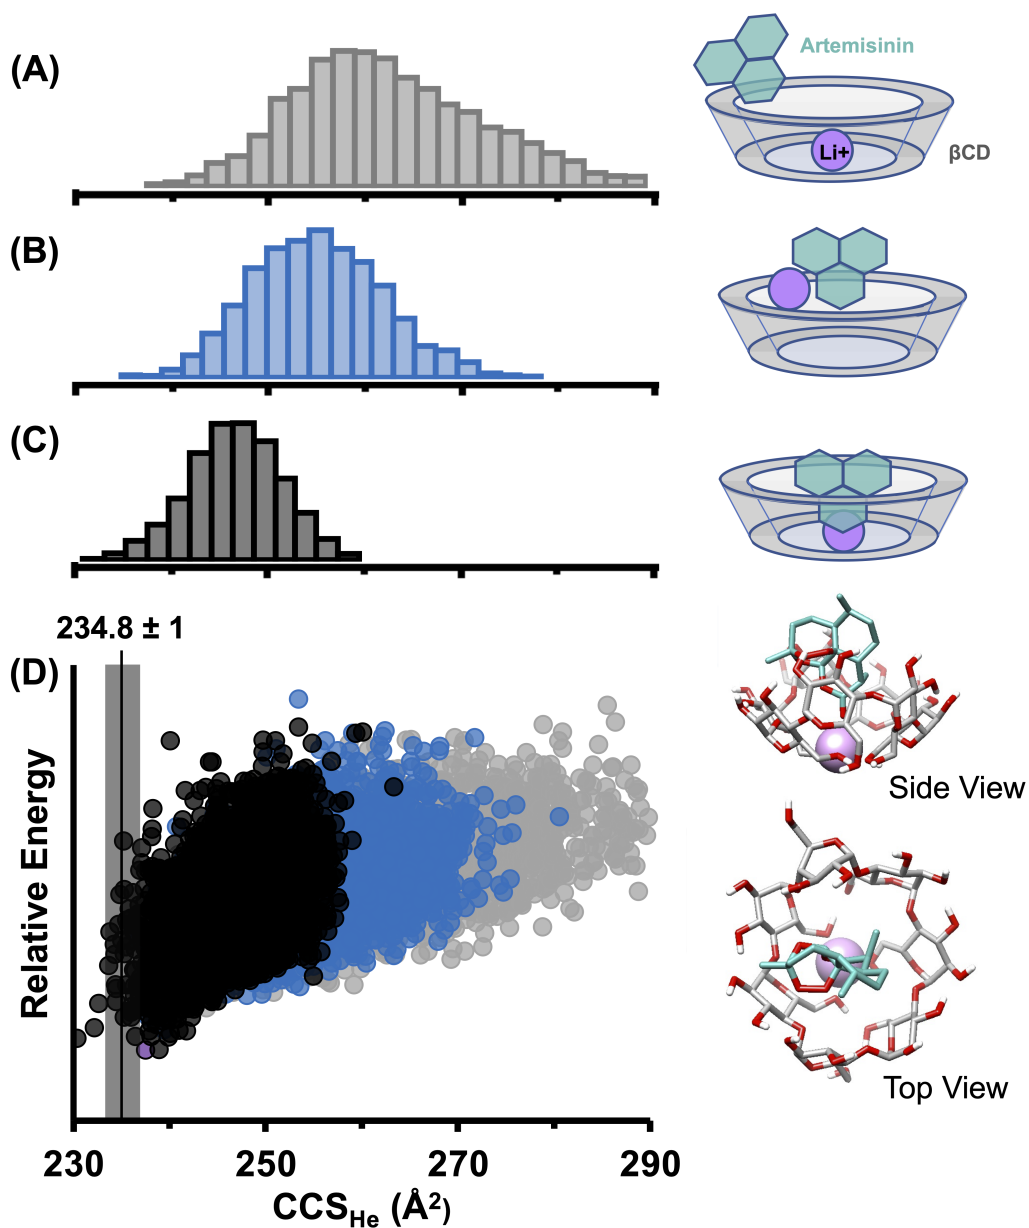 (A)
Artemisinin
Li+
βCD
(B)
(C)
234.8 ± 1
(D)
Relative Energy
Side View
Top View
230 250 270 290
CCSHe (Å2)